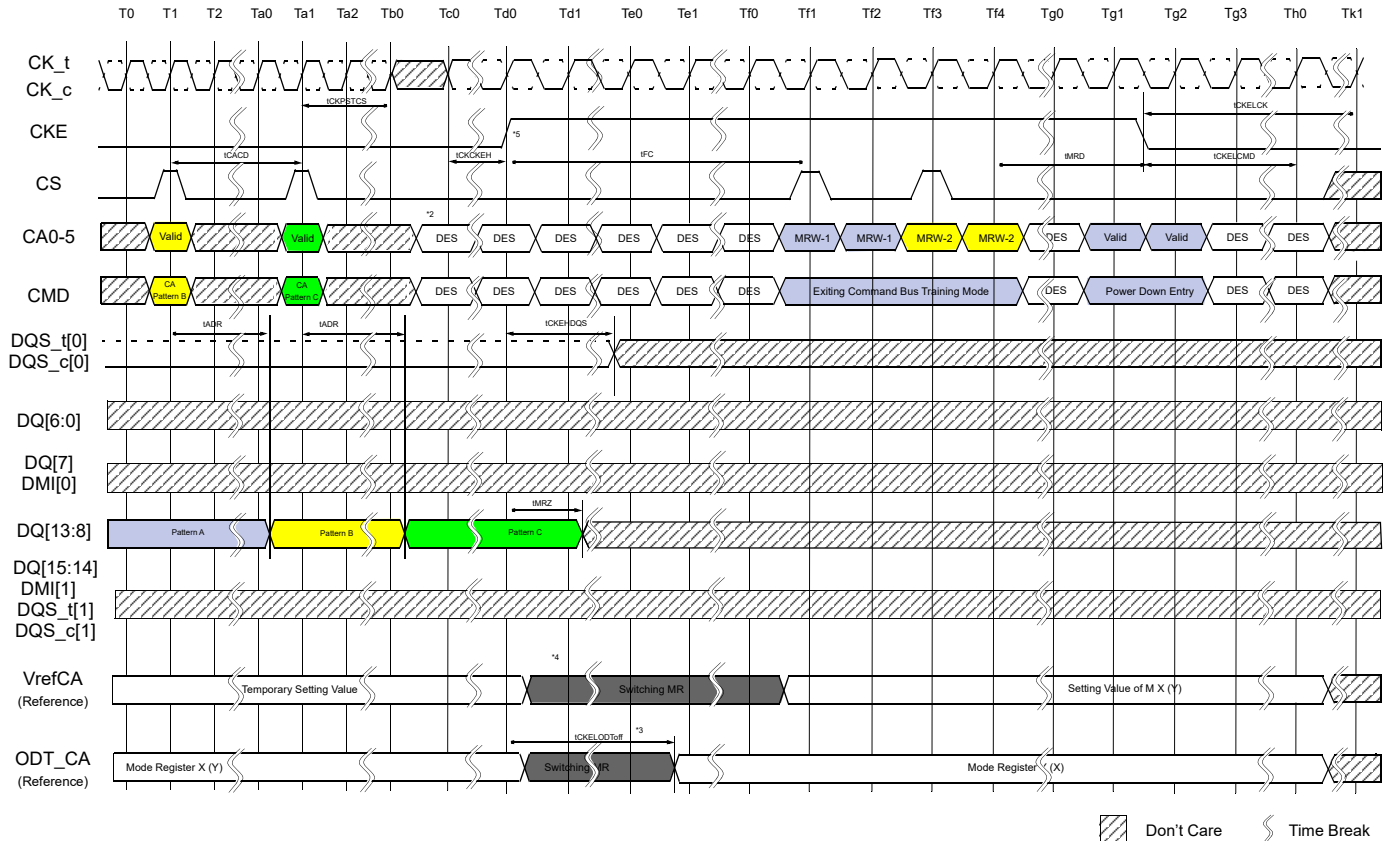 T0 T1 T2 Ta0 Ta1 Ta2 Tb0 Tc0 Td0 Td1 Te0 Te1 Tf0 Tf1 Tf2 Tf3 Tf4 Tg0 Tg1 Tg2 Tg3 Th0 Tk1
CK_t
CK_c
tCKPSTCS tCKELCK
CKE
*5
tCACD tCKCKEH tFC tMRD tCKELCMD
CS
*2
CA0-5 Valid Valid DES DES DES DES DES DES MRW-1 MRW-1 MRW-2 MRW-2 DES Valid Valid DES DES
CMD CA Pattern B CA Pattern C DES DES DES DES DES DES Exiting Command Bus Training Mode DES Power Down Entry DES DES
tADR tADR tCKEHDQS
DQS_t[0]
DQS_c[0]
DQ[6:0]
DQ[7]
DMI[0]
tMRZ
DQ[13:8] Pattern A Pattern B Pattern C
DQ[15:14]
DMI[1]
DQS_t[1]
DQS_c[1]
*4
VrefCA Temporary Setting Value Switching MR Setting Value of M X (Y)
(Reference)
tCKELODToff *3
ODT_CA Mode Register X (Y) Switching MR Mode Register (X)
(Reference)
Don't Care Time Break